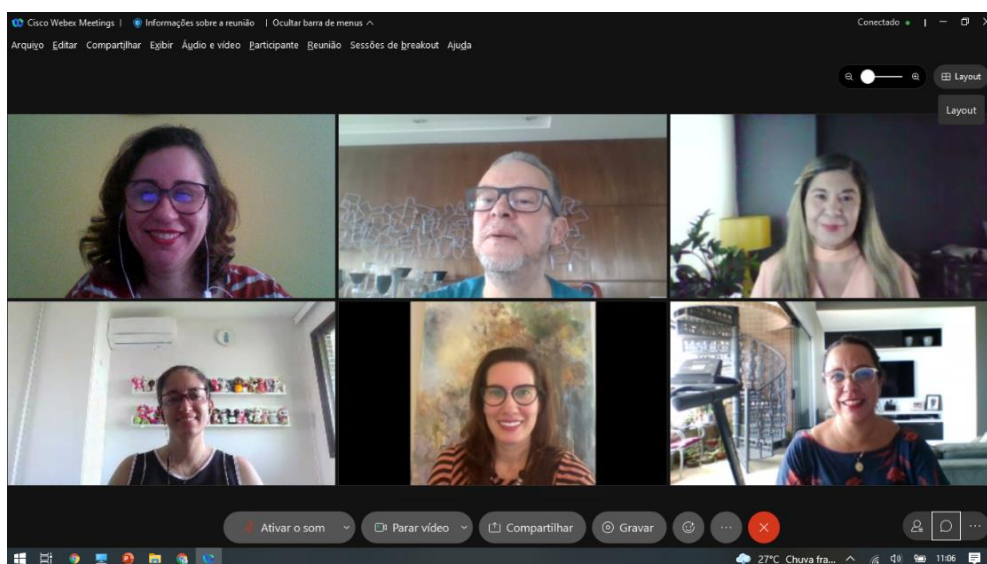 Cisco Webex Meetings | Informações sobre a reunião | Ocultar barra de menus Conectado
Arquivo Editar Compartilhar Exibir Áudio e vídeo Participante Reunião Sessões de breakout Ajuda
Layout
Layout
Ativar o som Parar vídeo Compartilhar Gravar
27°C Chuva fra... 11:06